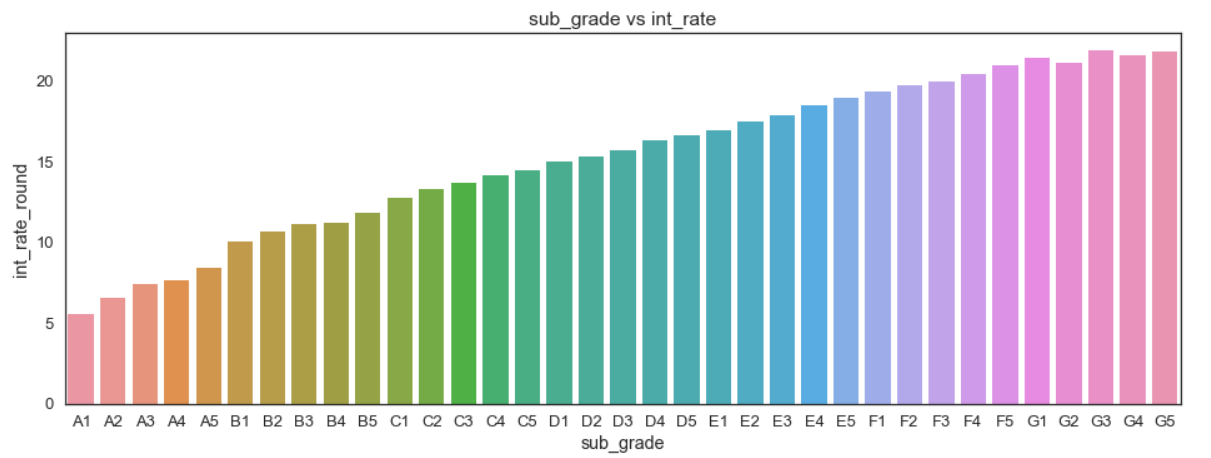 sub_grade vs int_rate
int_rate_round
20
15
10
5
0
A1 A2 A3 A4 A5 B1 B2 B3 B4 B5 C1 C2 C3 C4 C5 D1 D2 D3 D4 D5 E1 E2 E3 E4 E5 F1 F2 F3 F4 F5 G1 G2 G3 G4 G5
sub_grade